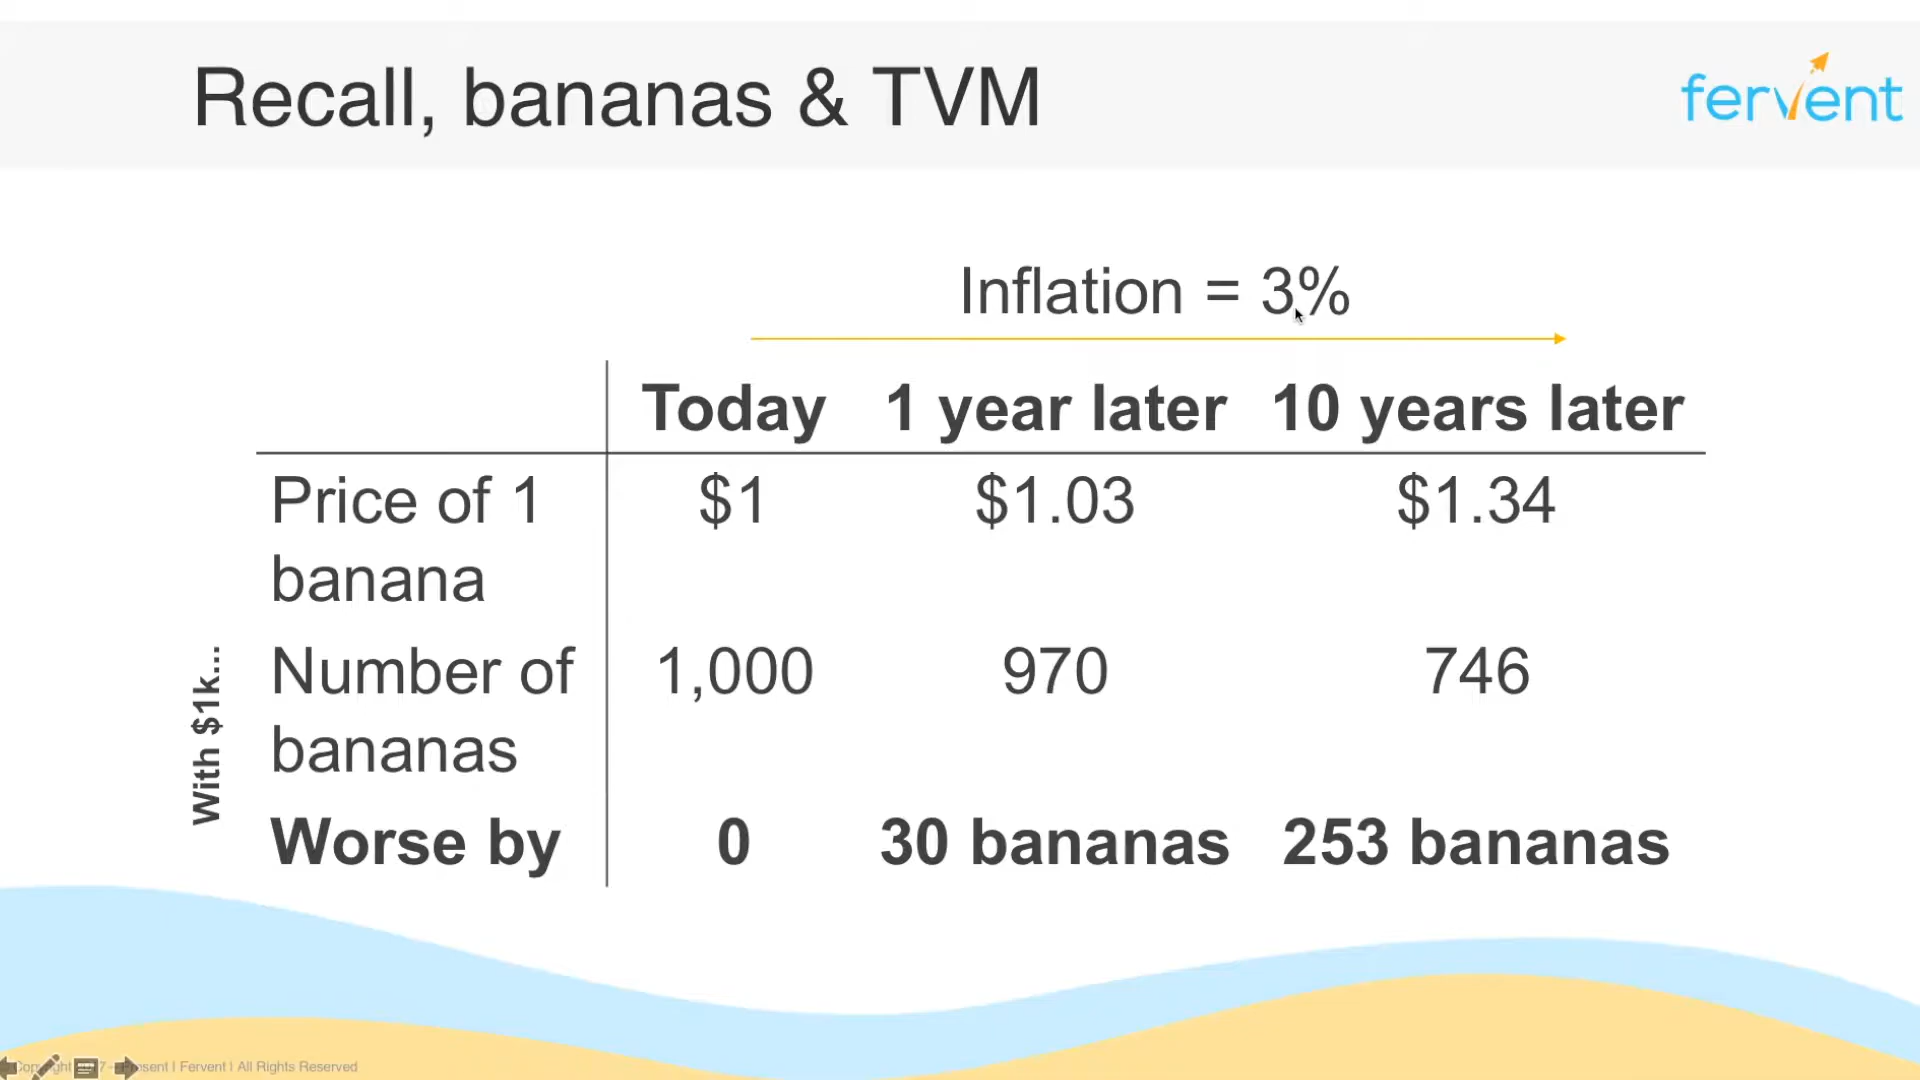 Recall, bananas & TVM
fervent
Inflation = 3%
Today 1 year later 10 years later
Price of 1 $1 $1.03 $1.34
banana
With $1k...
Number of 1,000 970 746
bananas
Worse by 0 30 bananas 253 bananas
Fervent | All Rights Reserved